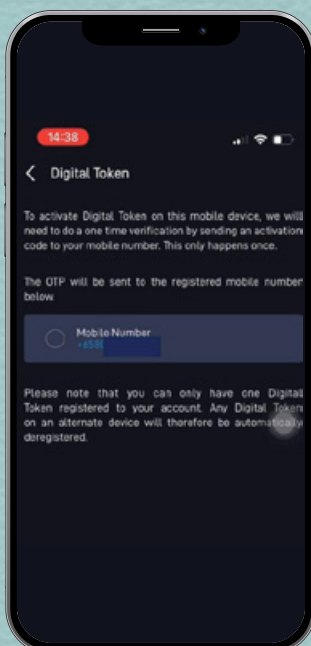 14:38
Digital Token
To activate Digital Token on this mobile device, we will
need to do a one time verification by sending an activation
code to your mobile number. This only happens once.
The OTP will be sent to the registered mobile number
below
Mobile Number
+658
Please note that you can only have one Digital
Token registered to your account. Any Digital Token
on an alternate device will therefore be automatically
deregistered.